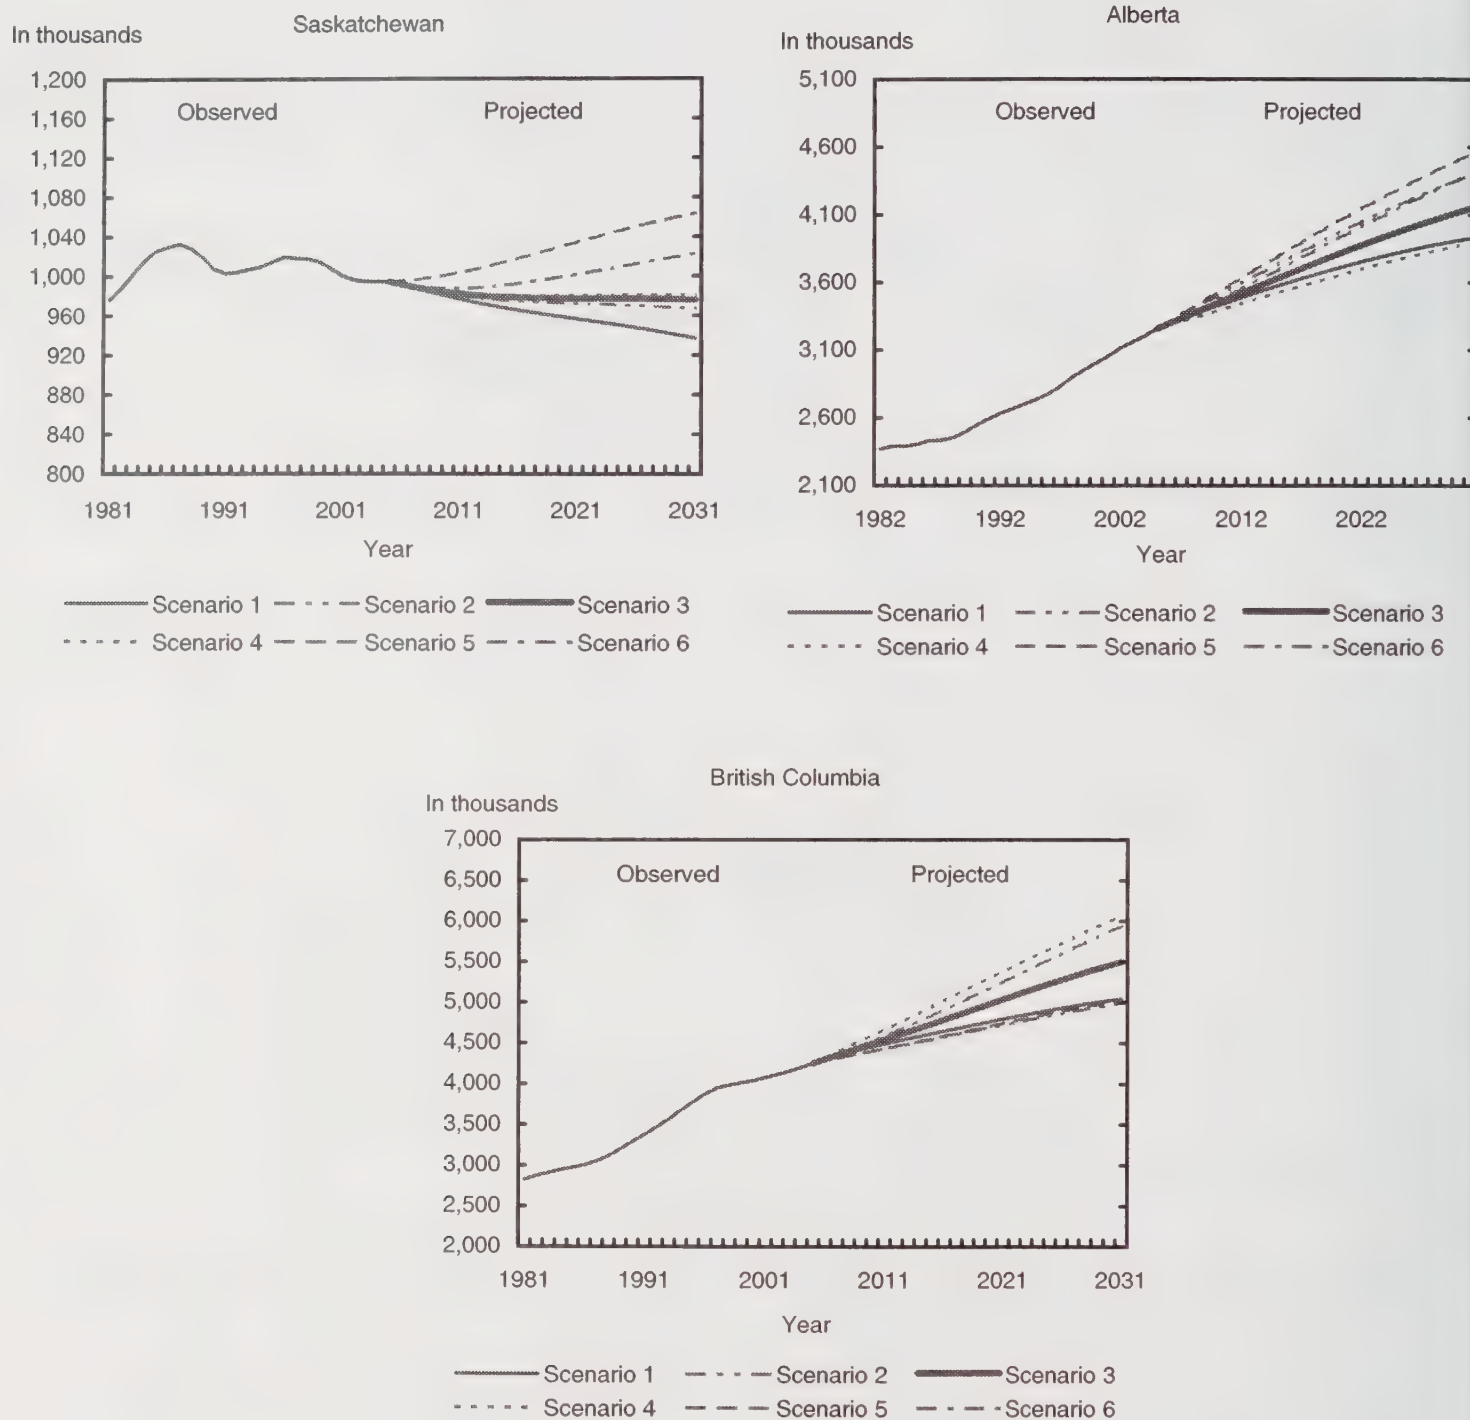 Saskatchewan
In thousands
1,200
1,160
1,120
1,080
1,040
1,000
960
920
880
840
800
Observed
Projected
1981 1991 2001 2011 2021 2031
Year
Scenario 1 Scenario 2 Scenario 3
Scenario 4 Scenario 5 Scenario 6
Alberta
In thousands
5,100
4,600
4,100
3,600
3,100
2,600
2,100
Observed
Projected
1982 1992 2002 2012 2022
Year
Scenario 1 Scenario 2 Scenario 3
Scenario 4 Scenario 5 Scenario 6
British Columbia
In thousands
7,000
6,500
6,000
5,500
5,000
4,500
4,000
3,500
3,000
2,500
2,000
Observed
Projected
1981 1991 2001 2011 2021 2031
Year
Scenario 1 Scenario 2 Scenario 3
Scenario 4 Scenario 5 Scenario 6